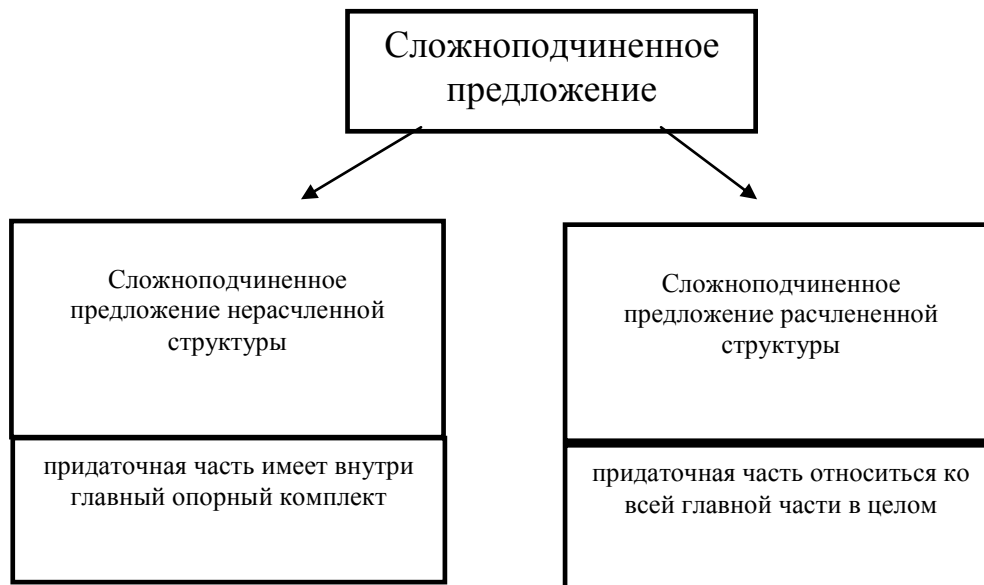 Сложноподчиненное
предложение
Сложноподчиненное
предложение нерасчленной
структуры
придаточная часть имеет внутри
главный опорный комплект
Сложноподчиненное
предложение расчлененной
структуры
придаточная часть относиться ко
всей главной части в целом